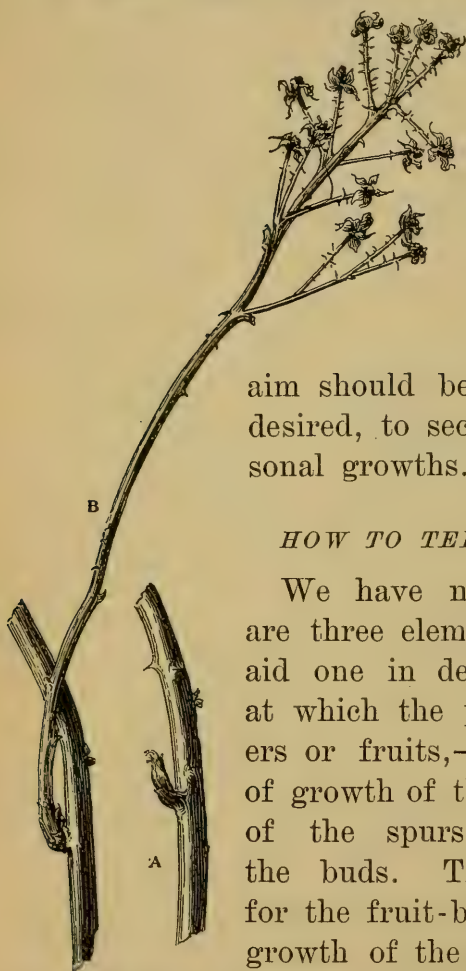 aim should be
desired, to sec
sonal growths.
HOW TO TEL
We have n
are three elem
aid one in de
at which the
ers or fruits,—
of growth of t
of the spurs
the buds. T
for the fruit-b
growth of the
B
A